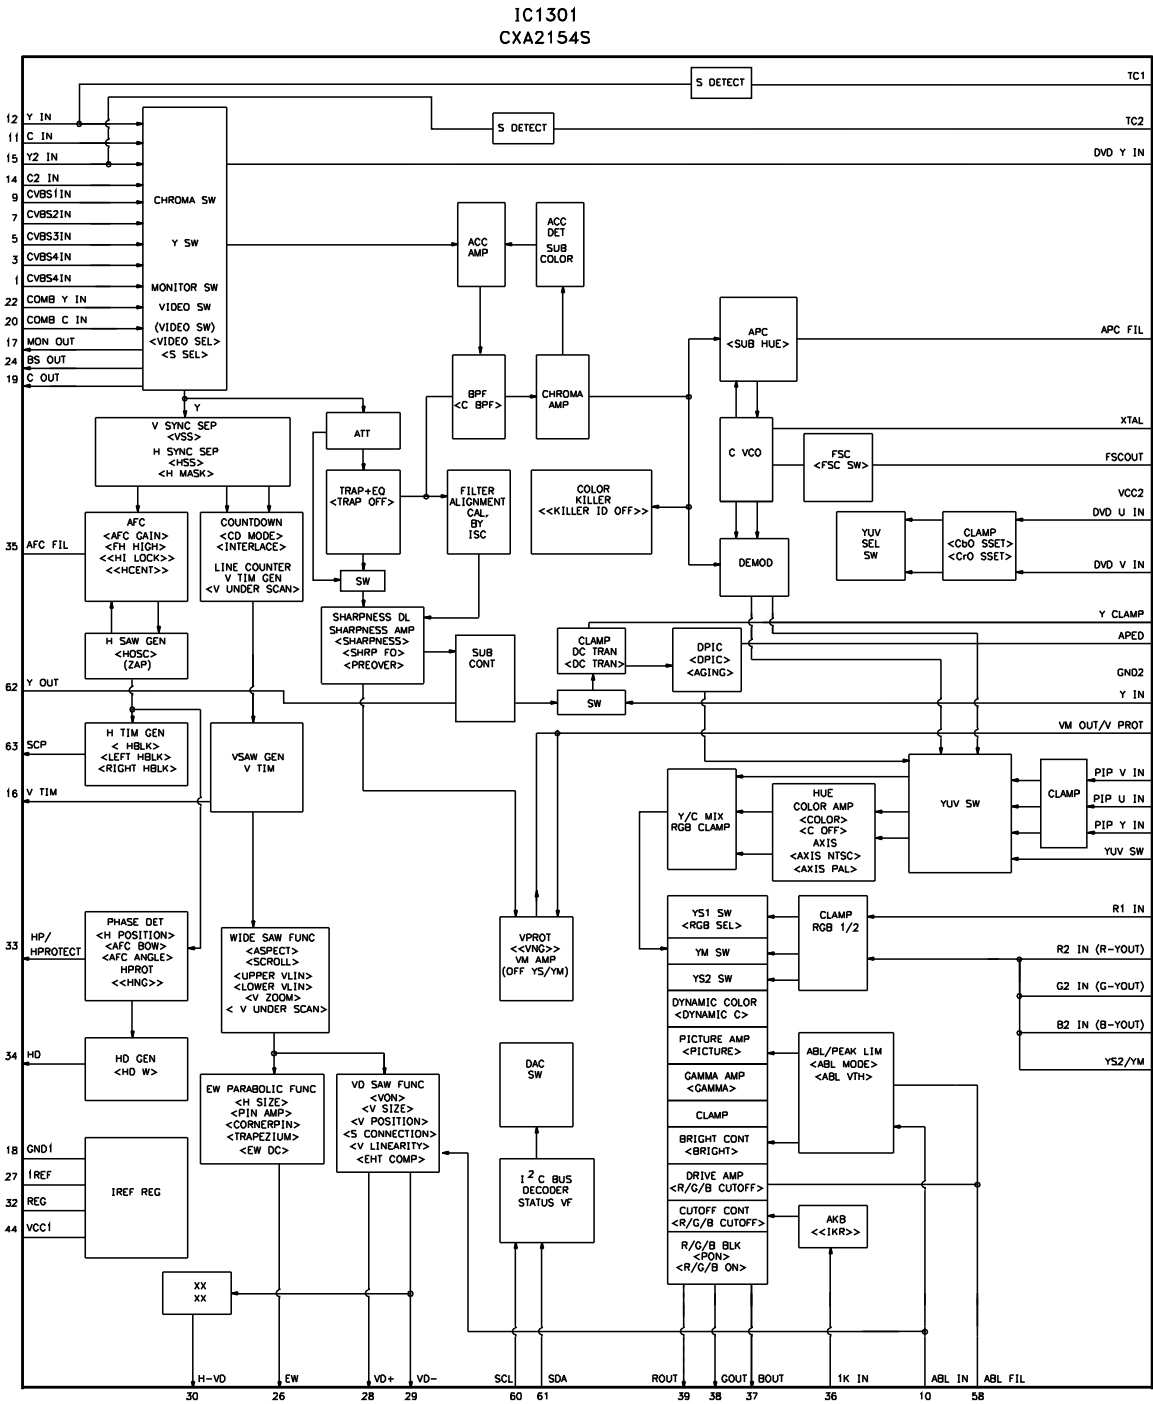 IC1301
CXA2154S
TC1
S DETECT
12 Y IN
11 C IN
15 Y2 IN
14 C2 IN
9 CVBS1IN
7 CVBS2IN
5 CVBS3IN
3 CVBS4IN
1 CVBS4IN
22 COMB Y IN
20 COMB C IN
17 MON OUT
24 BS OUT
19 C OUT
CHROMA SW
Y SW
MONITOR SW
VIDEO SW
(VIDEO SW)
<VIDEO SEL>
<S SEL>
S DETECT
TC2
DVD Y IN
ACC
AMP
ACC
DET
SUB
COLOR
APC
<SUB HUE>
APC FIL
BPF
<C BPF>
CHROMA
AMP
Y
V SYNC SEP
<VSS>
H SYNC SEP
<HSS>
<H MASK>
ATT
C VCO
XTAL
FSC
<FSC SW>
FSCOUT
TRAP+EQ
<TRAP OFF>
FILTER
ALIGNMENT
CAL,
BY
ISC
COLOR
KILLER
<<KILLER ID OFF>>
VCC2
DVD U IN
YUV
SEL
SW
CLAMP
<CbO SSET>
<CrO SSET>
DVD V IN
DEMOD
35 AFC FIL
AFC
<AFC GAIN>
<FH HIGH>
<<HI LOCK>>
<<HCENT>>
COUNTDOWN
<CD MODE>
<INTERLACE>
LINE COUNTER
V TIM GEN
<V UNDER SCAN>
SW
SHARPNESS DL
SHARPNESS AMP
<SHARPNESS>
<SHRP FO>
<PREOVER>
SUB
CONT
Y CLAMP
CLAMP
DC TRAN
<DC TRAN>
DPIC
<DPIC>
<AGING>
APED
GND2
H SAW GEN
<HOSC>
(ZAP)
62 Y OUT
SW
Y IN
63 SCP
H TIM GEN
< HBLK>
<LEFT HBLK>
<RIGHT HBLK>
VSAW GEN
V TIM
16 V TIM
VM OUT/V PROT
Y/C MIX
RGB CLAMP
HUE
COLOR AMP
<COLOR>
<C OFF>
AXIS
<AXIS NTSC>
<AXIS PAL>
YUV SW
CLAMP
PIP V IN
PIP U IN
PIP Y IN
YUV SW
33 HP/
HPROTECT
PHASE DET
<H POSITION>
<AFC BOW>
<AFC ANGLE>
HPROT
<<HNG>>
WIDE SAW FUNC
<ASPECT>
<SCROLL>
<UPPER VLIN>
<LOWER VLIN>
<V ZOOM>
< V UNDER SCAN>
VPROT
<<VNG>>
VM AMP
(OFF YS/YM)
YS1 SW
<RGB SEL>
YM SW
YS2 SW
DYNAMIC COLOR
<DYNAMIC C>
PICTURE AMP
<PICTURE>
GAMMA AMP
<GAMMA>
CLAMP
BRIGHT CONT
<BRIGHT>
DRIVE AMP
<R/G/B CUTOFF>
CUTOFF CONT
<R/G/B CUTOFF>
R/G/B BLK
<PON>
<R/G/B ON>
CLAMP
RGB 1/2
R1 IN
R2 IN (R-YOUT)
G2 IN (G-YOUT)
B2 IN (B-YOUT)
YS2/YM
34 HD
HD GEN
<HD W>
DAC
SW
ABL/PEAK LIM
<ABL MODE>
<ABL VTH>
EW PARABOLIC FUNC
<H SIZE>
<PIN AMP>
<CORNERPIN>
<TRAPEZIUM>
<EW DC>
VD SAW FUNC
<VON>
<V SIZE>
<V POSITION>
<S CONNECTION>
<V LINEARITY>
<EHT COMP>
18 GND1
27 IREF
32 REG
44 VCC1
IREF REG
I2 C BUS
DECODER
STATUS VF
AKB
<<IKR>>
XX
XX
H-VD EW VD+ VD- SCL SDA ROUT GOUT BOUT 1K IN ABL IN ABL FIL
30 26 28 29 60 61 39 38 37 36 10 58